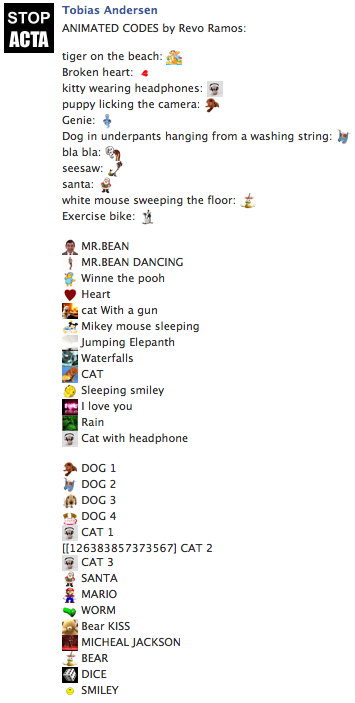 STOP
ACTA
Tobias Andersen
ANIMATED CODES by Revo Ramos:
tiger on the beach:
Broken heart:
kitty wearing headphones:
puppy licking the camera:
Genie:
Dog in underpants hanging from a washing string:
bla bla:
seesaw:
santa:
white mouse sweeping the floor:
Exercise bike:
MR.BEAN
MR.BEAN DANCING
Winne the pooh
Heart
cat With a gun
Mikey mouse sleeping
Jumping Elepanth
Waterfalls
CAT
Sleeping smiley
I love you
Rain
Cat with headphone
DOG 1
DOG 2
DOG 3
DOG 4
CAT 1
[[126383857373567] CAT 2
CAT 3
SANTA
MARIO
WORM
Bear KISS
MICHEAL JACKSON
BEAR
DICE
SMILEY